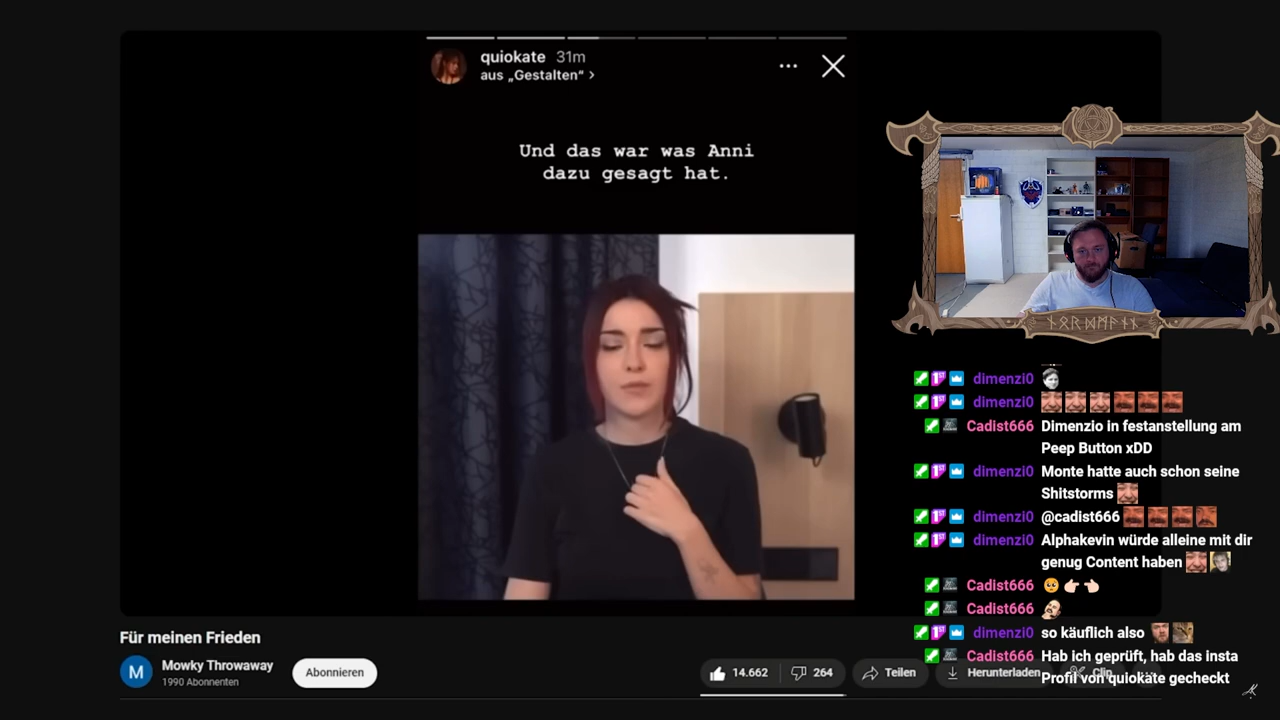 quiokate 31m
aus „Gestalten“ >
Und das war was Anni
dazu gesagt hat.
ᚾᛟᚱᛞᛗᚨᚾᚾ
dimenzi0
dimenzi0
Cadist666 Dimenzio in festanstellung am
Peep Button xDD
dimenzi0 Monte hatte auch schon seine
Shitstorms
dimenzi0 @cadist666
dimenzi0 Alphakevin würde alleine mit dir
genug Content haben
Cadist666
Cadist666
dimenzi0 so käuflich also
Cadist666 Hab ich geprüft, hab das insta
Profil von quiokate gecheckt
Für meinen Frieden
M
Mowky Throwaway
1990 Abonnenten
Abonnieren
14.662
264
Teilen
Herunterladen
Clip